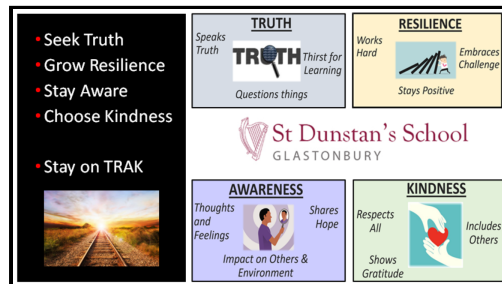 • Seek Truth
• Grow Resilience
• Stay Aware
• Choose Kindness
• Stay on TRAK
TRUTH
Speaks
Truth
TRUTH
Thirst for
Learning
Questions things
RESILIENCE
Works
Hard
Embraces
Challenge
Stays Positive
St Dunstan's School
GLASTONBURY
AWARENESS
Thoughts
and
Feelings
Shares
Hope
Impact on Others &
Environment
KINDNESS
Respects
All
Includes
Others
Shows
Gratitude